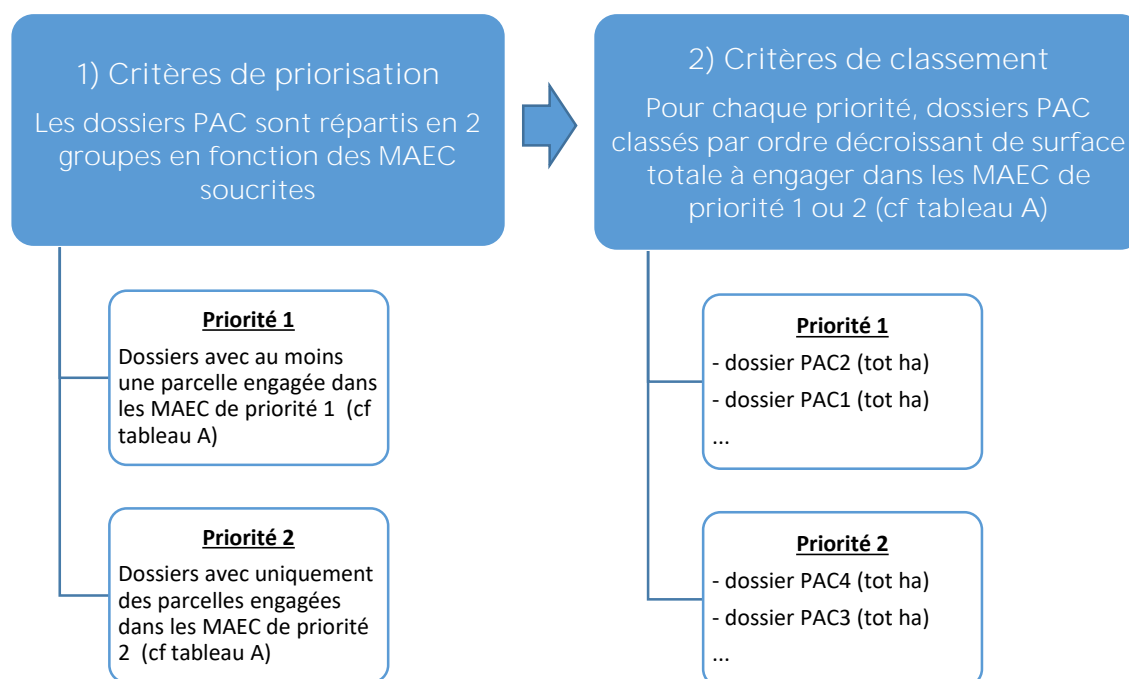 1) Critères de priorisation
Les dossiers PAC sont répartis en 2
groupes en fonction des MAEC
soucrites
Priorité 1
Dossiers avec au moins
une parcelle engagée dans
les MAEC de priorité 1 (cf
tableau A)
Priorité 2
Dossiers avec uniquement
des parcelles engagées
dans les MAEC de priorité
2 (cf tableau A)
2) Critères de classement
Pour chaque priorité, dossiers PAC
classés par ordre décroissant de surface
totale à engager dans les MAEC de
priorité 1 ou 2 (cf tableau A)
Priorité 1
- dossier PAC2 (tot ha)
- dossier PAC1 (tot ha)
...
Priorité 2
- dossier PAC4 (tot ha)
- dossier PAC3 (tot ha)
...